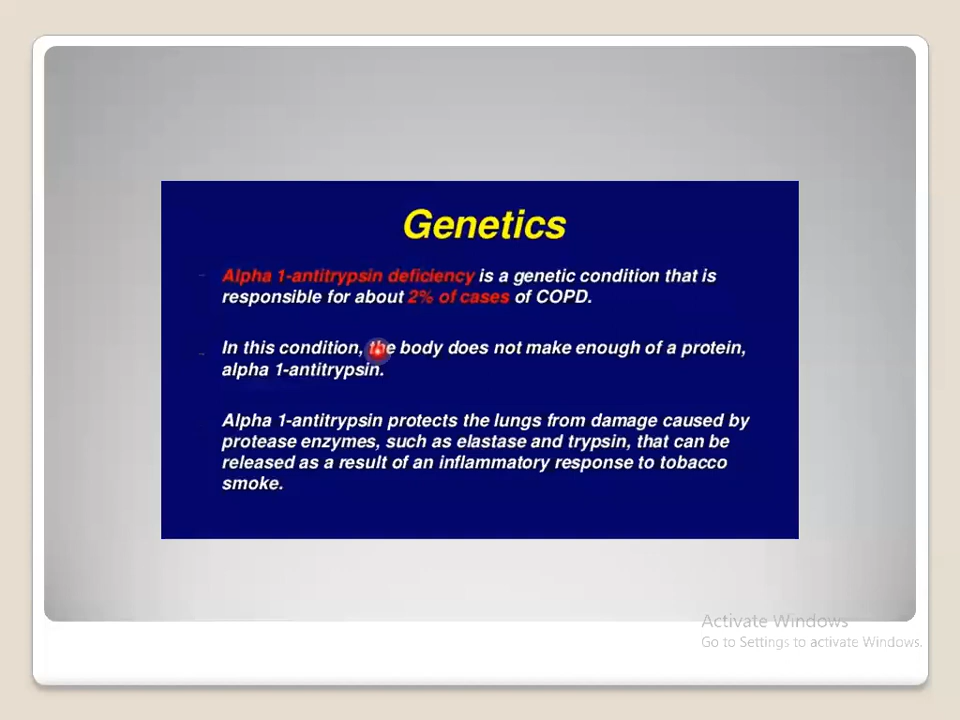 Genetics
Alpha 1-antitrypsin deficiency is a genetic condition that is
responsible for about 2% of cases of COPD.
In this condition, the body does not make enough of a protein,
alpha 1-antitrypsin.
Alpha 1-antitrypsin protects the lungs from damage caused by
protease enzymes, such as elastase and trypsin, that can be
released as a result of an inflammatory response to tobacco
smoke.
Activate Windows
Go to Settings to activate Windows.